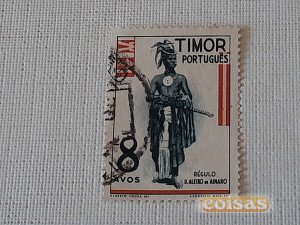 TIMOR
PORTUGUÊS
8
AVOS
RÉGULO
D. ALEIXO DE AINARO
coisas